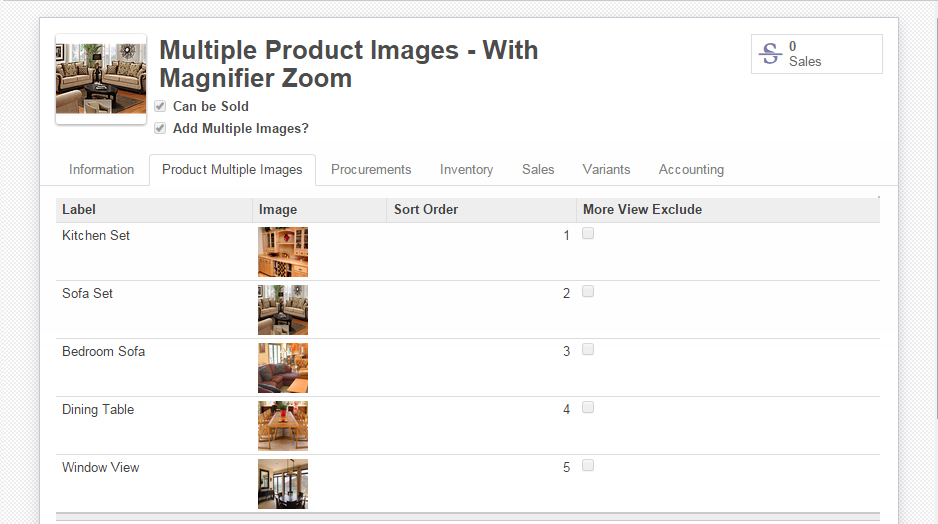 Multiple Product Images - With
Magnifier Zoom
0
Sales
Can be Sold
Add Multiple Images?
Information Product Multiple Images Procurements Inventory Sales Variants Accounting
Label Image Sort Order More View Exclude
Kitchen Set 1
Sofa Set 2
Bedroom Sofa 3
Dining Table 4
Window View 5